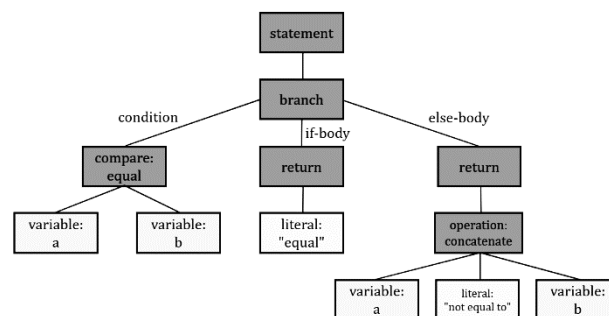 statement
branch
condition
if-body
else-body
compare:
equal
return
return
variable:
a
variable:
b
literal:
"equal"
operation:
concatenate
variable:
a
literal:
"not equal to"
variable:
b